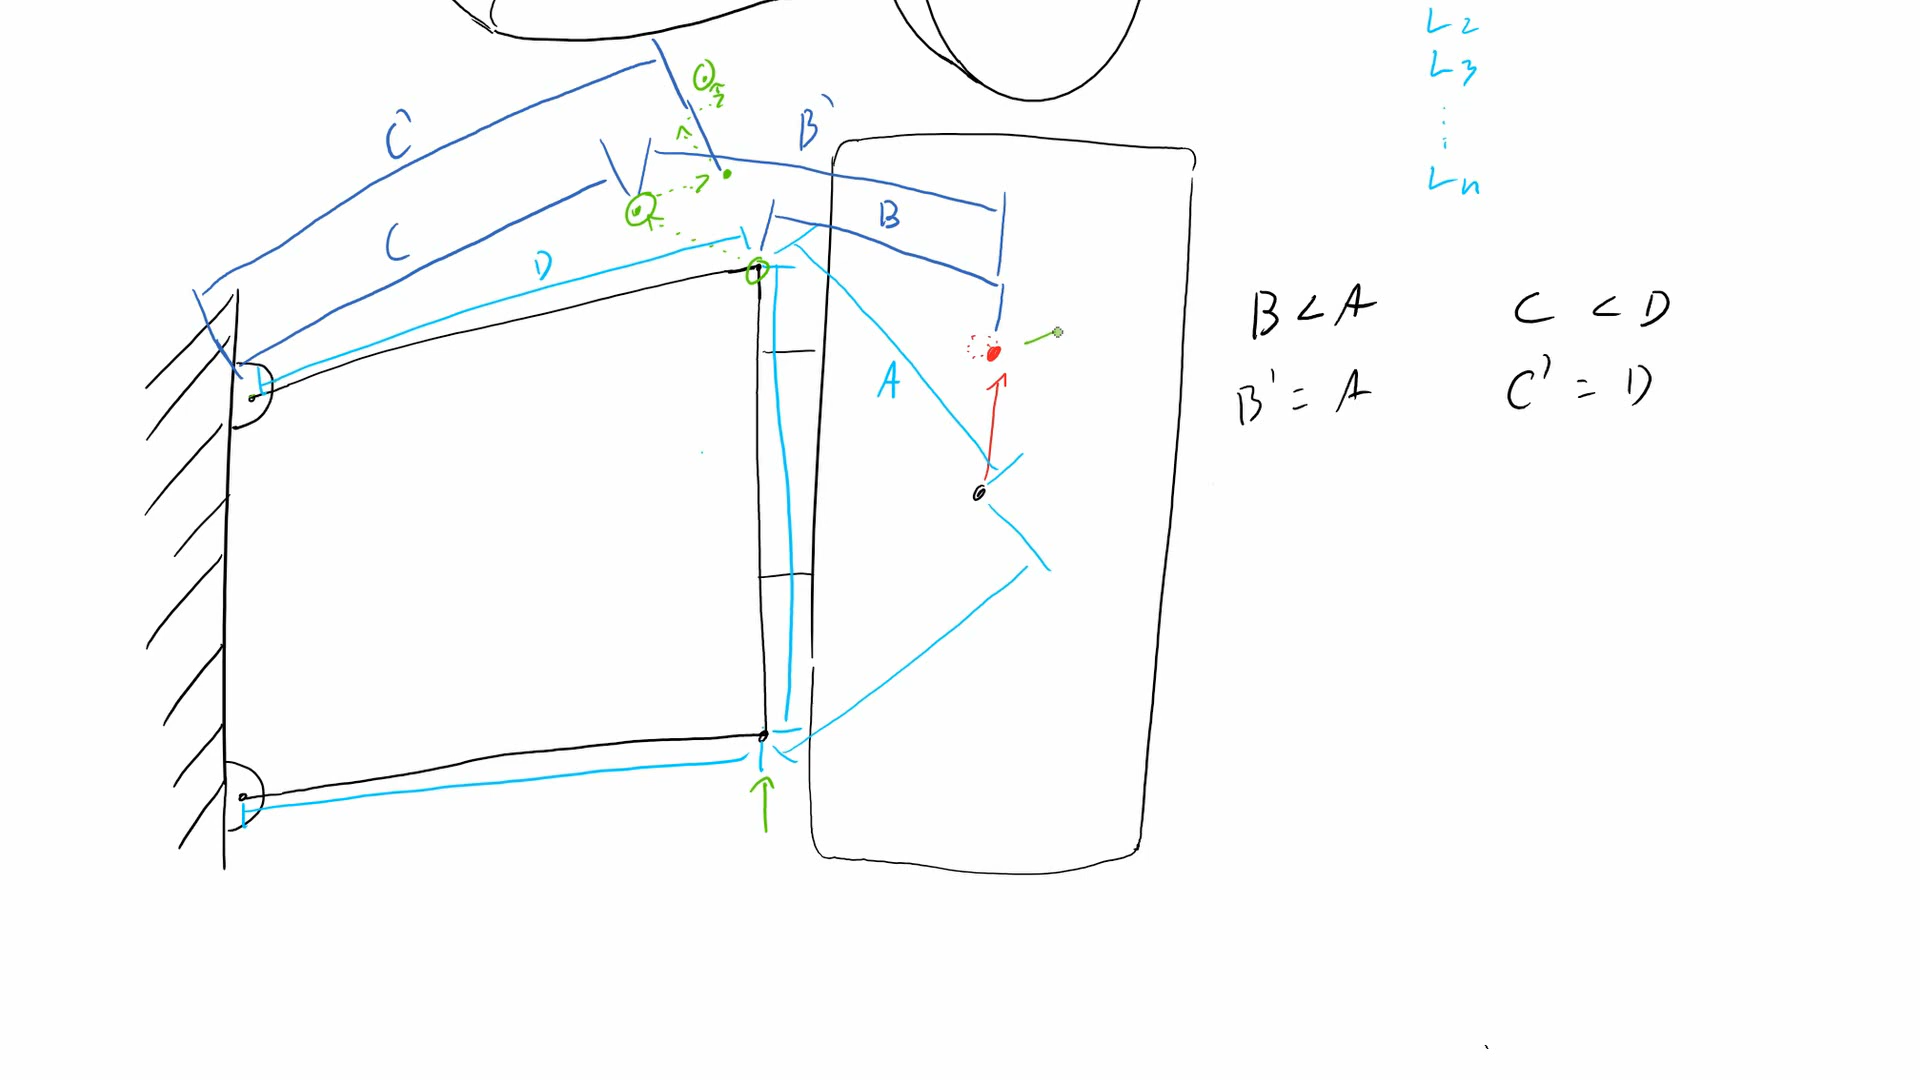 L2
L3
Ln
C'
B'
C
B
D
A
B < A
C < D
B' = A
C' = D